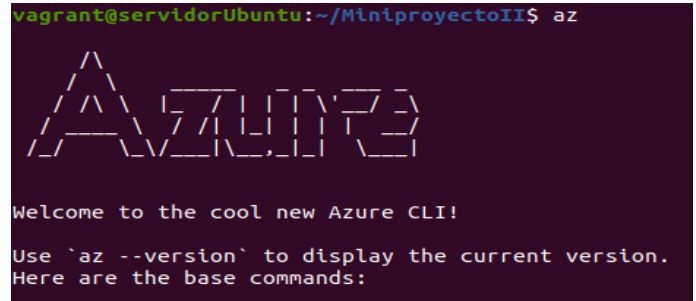 vagrant@servidorUbuntu:~/MiniproyectoII$ az
Azure
Welcome to the cool new Azure CLI!
Use `az --version` to display the current version.
Here are the base commands: